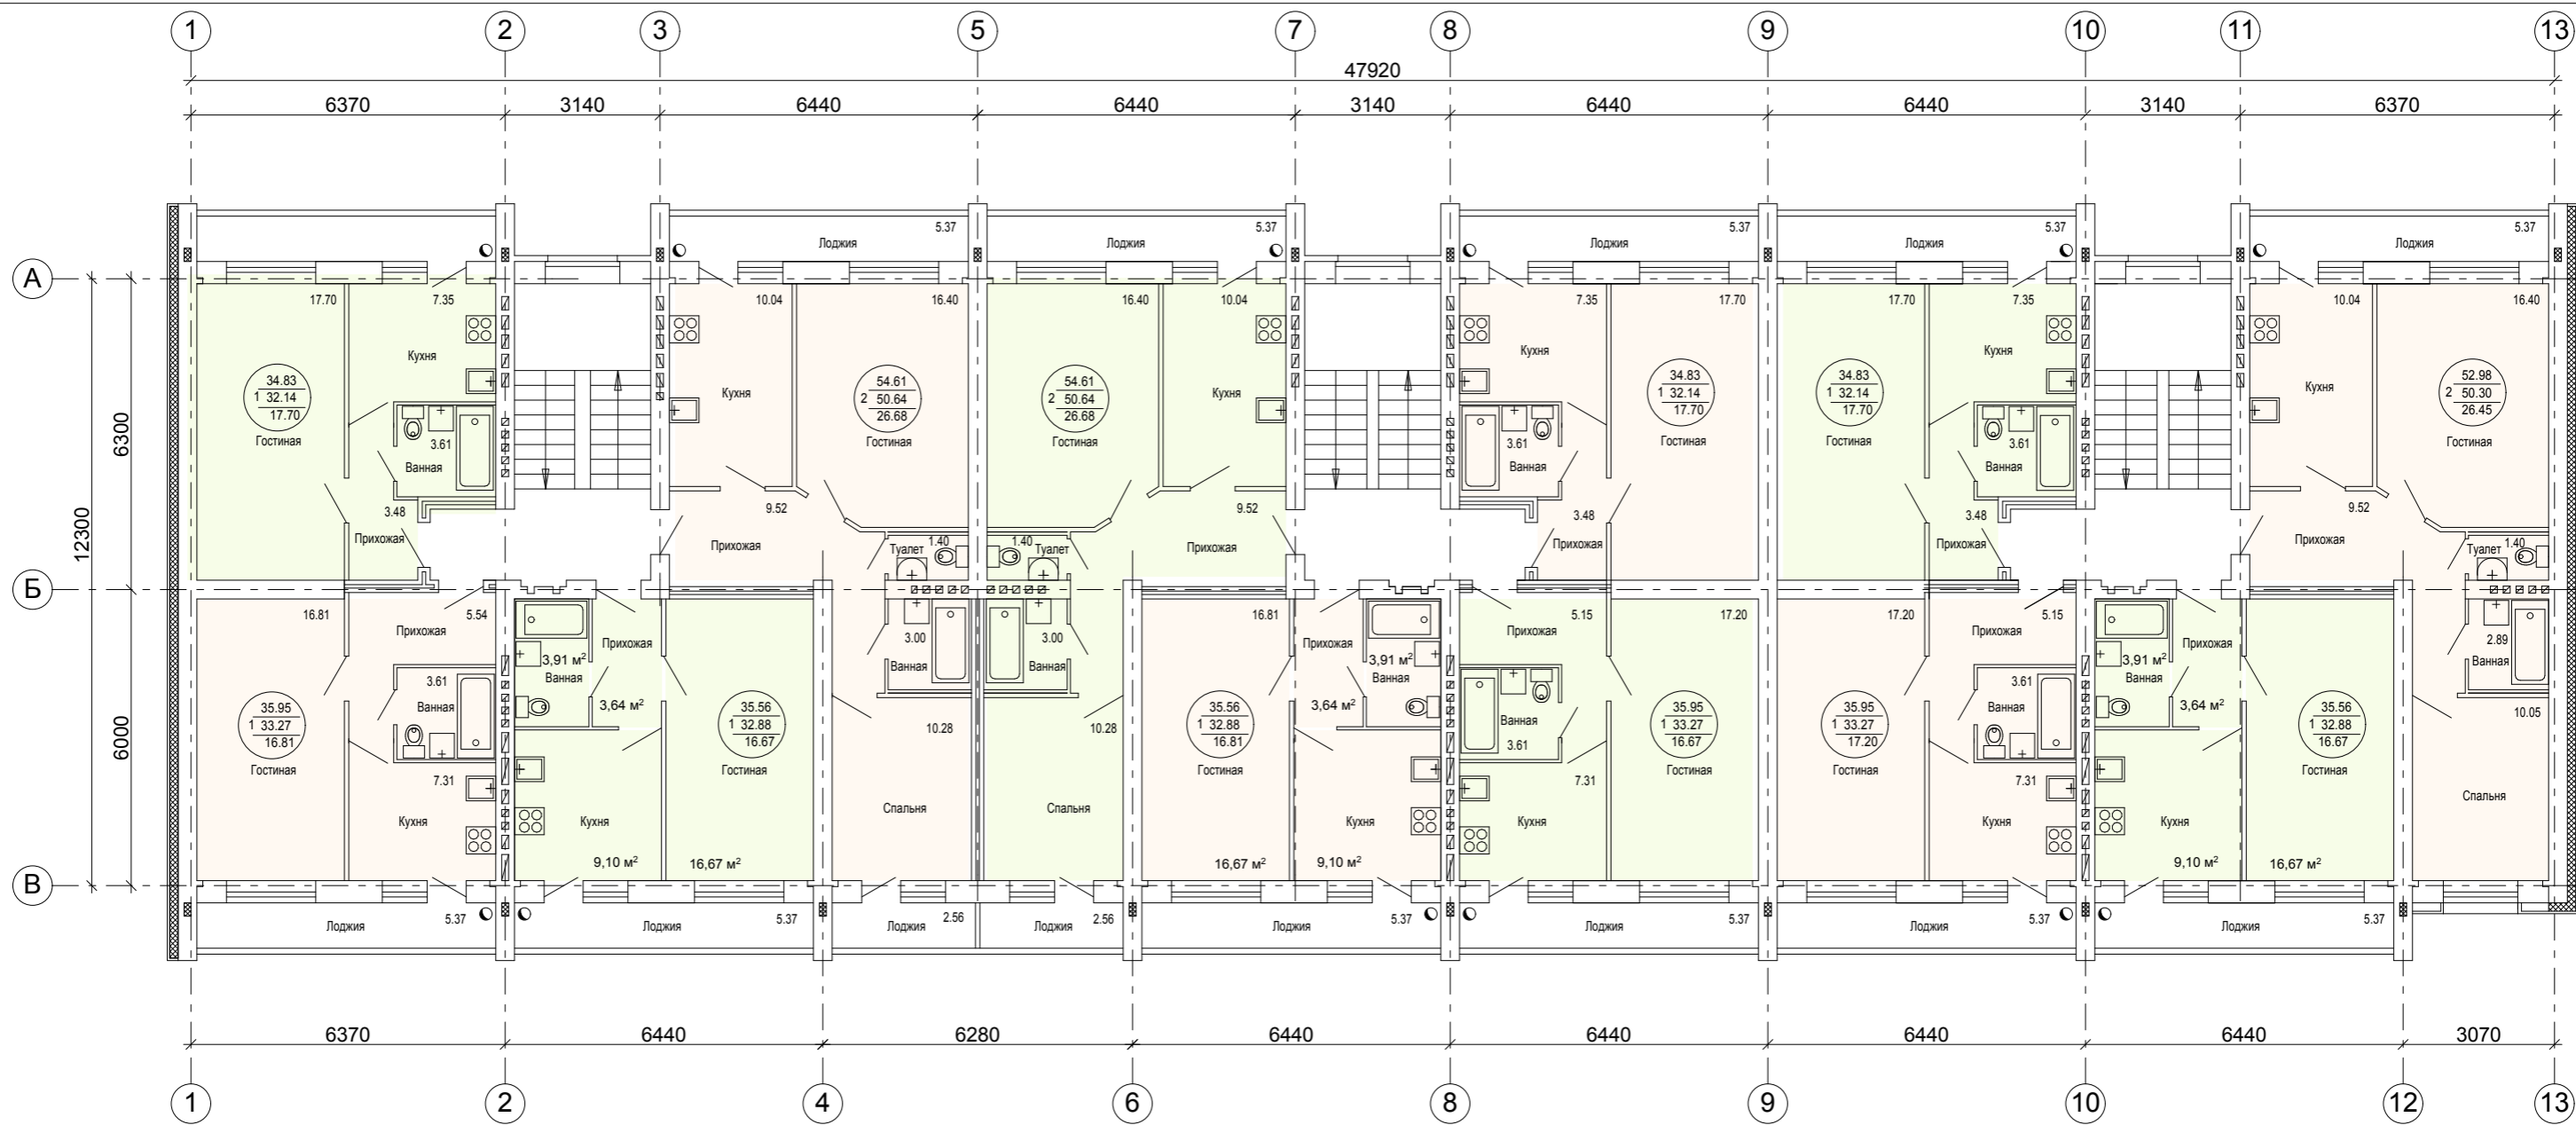 1 2 3 5 7 8 9 10 11 13
47920
6370 3140 6440 6440 3140 6440 6440 3140 6370
5.37 5.37 5.37 5.37 5.37
Лоджия Лоджия Лоджия Лоджия Лоджия
А
17.70 7.35 10.04 16.40 16.40 10.04 7.35 17.70 17.70 7.35 10.04 16.40
Кухня Кухня Кухня Кухня Кухня Кухня
34.83 54.61 54.61 34.83 34.83 52.98
1 32.14 2 50.64 2 50.64 1 32.14 1 32.14 2 50.30
17.70 26.68 26.68 17.70 17.70 26.45
Гостиная Гостиная Гостиная Гостиная Гостиная Гостиная
3.61 3.61 3.61
Ванная Ванная Ванная
6300
12300
3.48 9.52 9.52 3.48 3.48 9.52
Прихожая Прихожая Прихожая Прихожая Прихожая Прихожая
1.40 1.40 1.40
Туалет Туалет Туалет
Б
16.81 5.54 16.81 5.15 17.20 17.20 5.15
Прихожая Прихожая Прихожая Прихожая Прихожая Прихожая
3.00 3.00 2.89
Ванная Ванная Ванная
3,91 м² 3,91 м² 3,91 м²
Ванная Ванная Ванная
3.61 3.61
Ванная Ванная
3,64 м² 3,64 м² 3,64 м²
Ванная
3.61
35.95 35.56 35.56 35.95 35.95 35.56
1 33.27 1 32.88 1 32.88 1 33.27 1 33.27 1 32.88
16.81 16.67 16.81 16.67 17.20 16.67
Гостиная Гостиная Гостиная Гостиная Гостиная Гостиная
10.28 10.28 10.05
6000
7.31 7.31 7.31
Спальня Спальня Спальня
Кухня Кухня Кухня Кухня Кухня Кухня
9,10 м² 16,67 м² 16,67 м² 9,10 м² 9,10 м² 16,67 м²
В
5.37 5.37 2.56 2.56 5.37 5.37 5.37 5.37
Лоджия Лоджия Лоджия Лоджия Лоджия Лоджия Лоджия Лоджия
6370 6440 6280 6440 6440 6440 6440 3070
1 2 4 6 8 9 10 12 13